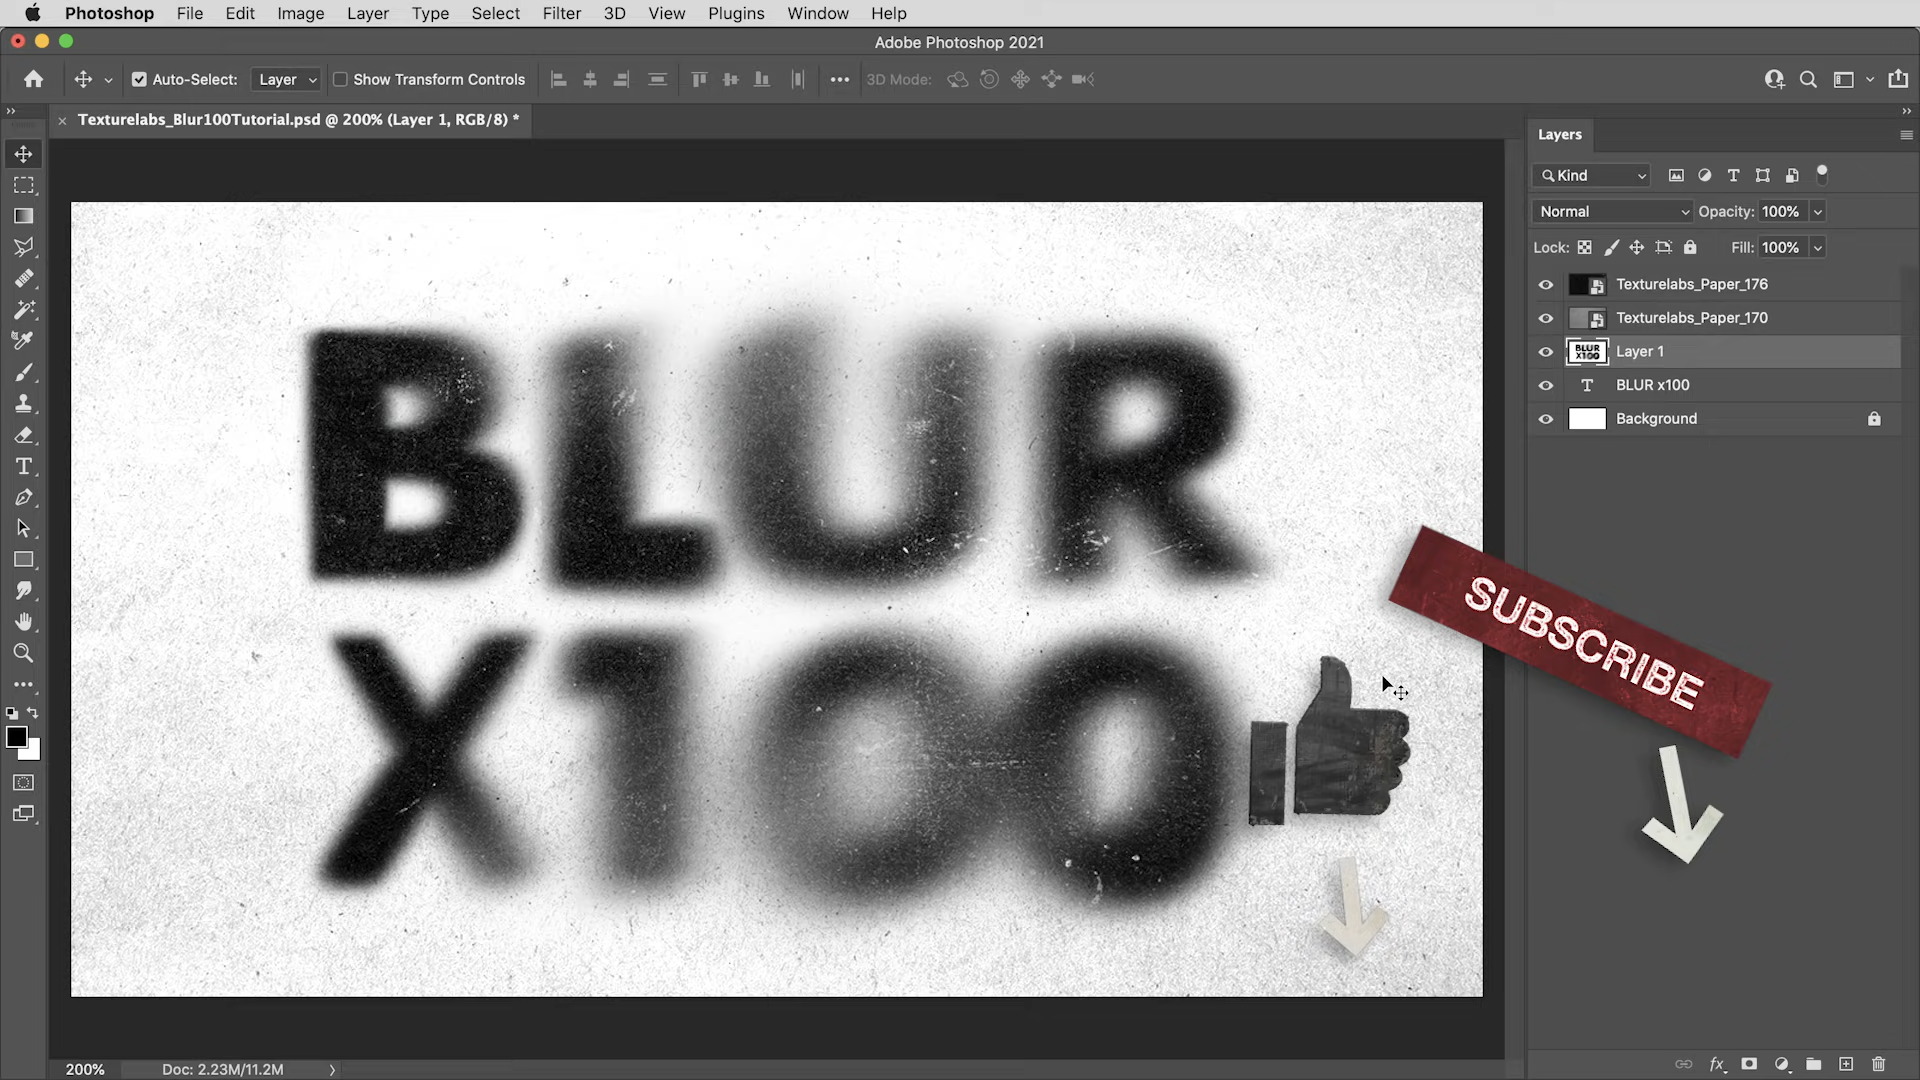 Photoshop File Edit Image Layer Type Select Filter 3D View Plugins Window Help
Adobe Photoshop 2021
Auto-Select: Layer Show Transform Controls 3D Mode:
Texturelabs_Blur100Tutorial.psd @ 200% (Layer 1, RGB/8) *
Layers
Kind
Normal Opacity: 100%
Lock: Fill: 100%
Texturelabs_Paper_176
Texturelabs_Paper_170
Layer 1
BLUR x100
Background
BLUR
X100
SUBSCRIBE
200% Doc: 2.23M/11.2M